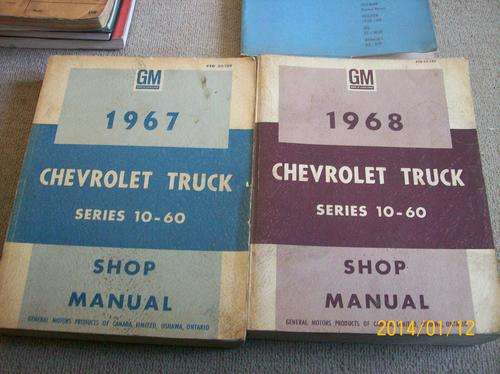 GM
1967
CHEVROLET TRUCK
SERIES 10-60
SHOP
MANUAL
GENERAL MOTORS PRODUCTS OF CANADA, LIMITED, OSHAWA, ONTARIO
GM
1968
CHEVROLET TRUCK
SERIES 10-60
SHOP
MANUAL
GENERAL MOTORS PRODUCTS OF
2014/01/12